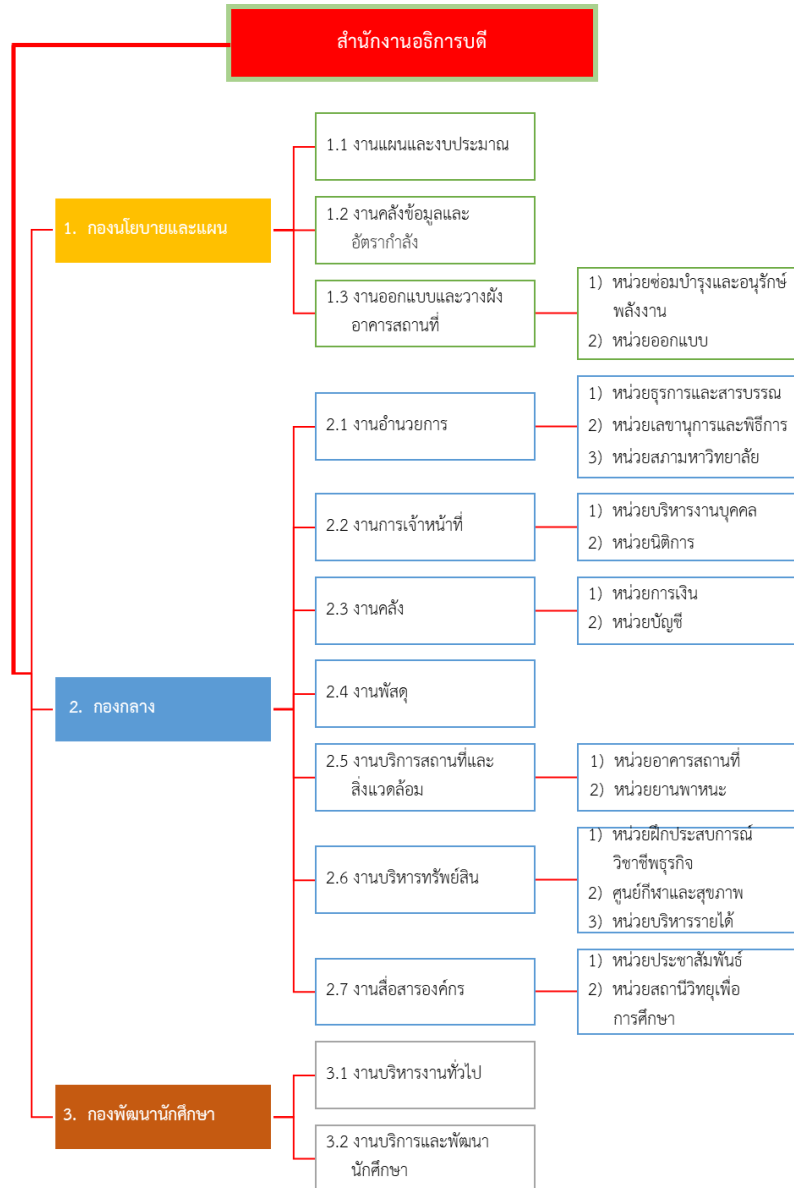 สำนักงานอธิการบดี
1.1 งานแผนและงบประมาณ
1. กองนโยบายและแผน
1.2 งานคลังข้อมูลและ
อัตรากำลัง
1.3 งานออกแบบและวางผัง
อาคารสถานที่
1) หน่วยซ่อมบำรุงและอนุรักษ์
พลังงาน
2) หน่วยออกแบบ
2.1 งานอำนวยการ
1) หน่วยธุรการและสารบรรณ
2) หน่วยเลขานุการและพิธีการ
3) หน่วยสภามหาวิทยาลัย
2.2 งานการเจ้าหน้าที่
1) หน่วยบริหารงานบุคคล
2) หน่วยนิติการ
2.3 งานคลัง
1) หน่วยการเงิน
2) หน่วยบัญชี
2. กองกลาง
2.4 งานพัสดุ
2.5 งานบริการสถานที่และ
สิ่งแวดล้อม
1) หน่วยอาคารสถานที่
2) หน่วยยานพาหนะ
2.6 งานบริหารทรัพย์สิน
1) หน่วยฝึกประสบการณ์
วิชาชีพธุรกิจ
2) ศูนย์กีฬาและสุขภาพ
3) หน่วยบริหารรายได้
2.7 งานสื่อสารองค์กร
1) หน่วยประชาสัมพันธ์
2) หน่วยสถานีวิทยุเพื่อ
การศึกษา
3. กองพัฒนานักศึกษา
3.1 งานบริหารงานทั่วไป
3.2 งานบริการและพัฒนา
นักศึกษา